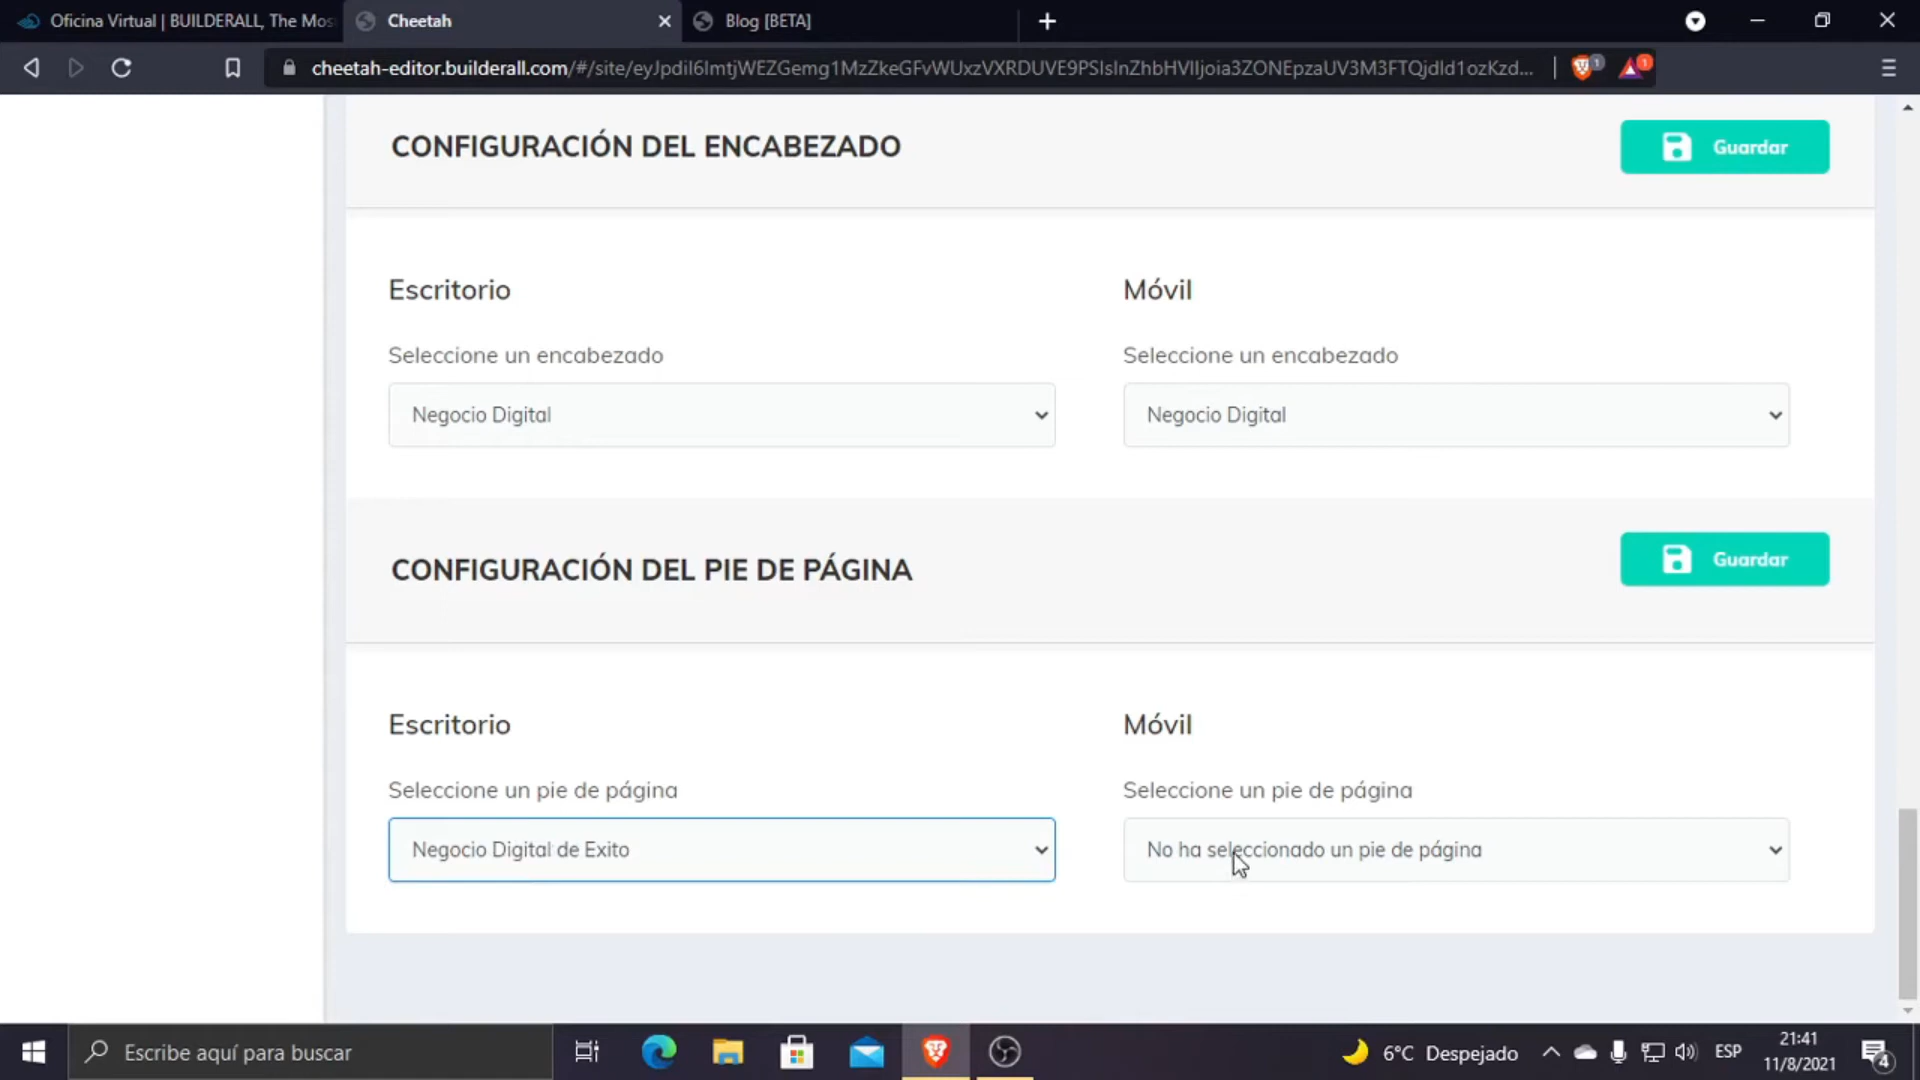 Oficina Virtual | BUILDERALL, The Mos
Cheetah
Blog [BETA]
cheetah-editor.builderall.com/#/site/
1
1
CONFIGURACIÓN DEL ENCABEZADO
Guardar
Escritorio
Móvil
Seleccione un encabezado
Seleccione un encabezado
Negocio Digital
Negocio Digital
CONFIGURACIÓN DEL PIE DE PÁGINA
Guardar
Escritorio
Móvil
Seleccione un pie de página
Seleccione un pie de página
Negocio Digital de Exito
No ha seleccionado un pie de página
Escribe aquí para buscar
6°C Despejado
ESP
21:41
11/8/2021
4